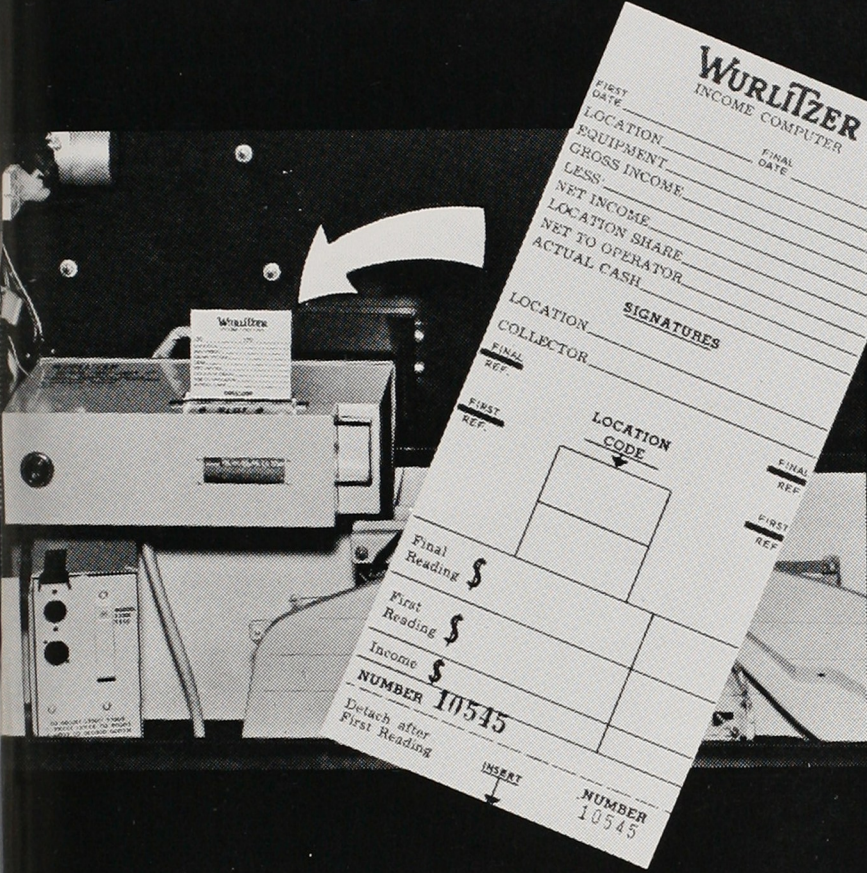 WURLITZER
INCOME COMPUTER
FIRST DATE
FINAL DATE
LOCATION
EQUIPMENT
GROSS INCOME
LESS:
NET INCOME
LOCATION SHARE
NET TO OPERATOR
ACTUAL CASH
SIGNATURES
LOCATION
COLLECTOR
FINAL
REF.
FIRST
REF.
LOCATION
CODE
FINAL
REF.
FIRST
REF.
Final
Reading $
First
Reading $
Income $
NUMBER 10545
Detach after
First Reading
INSERT
NUMBER
10545
WURLITZER